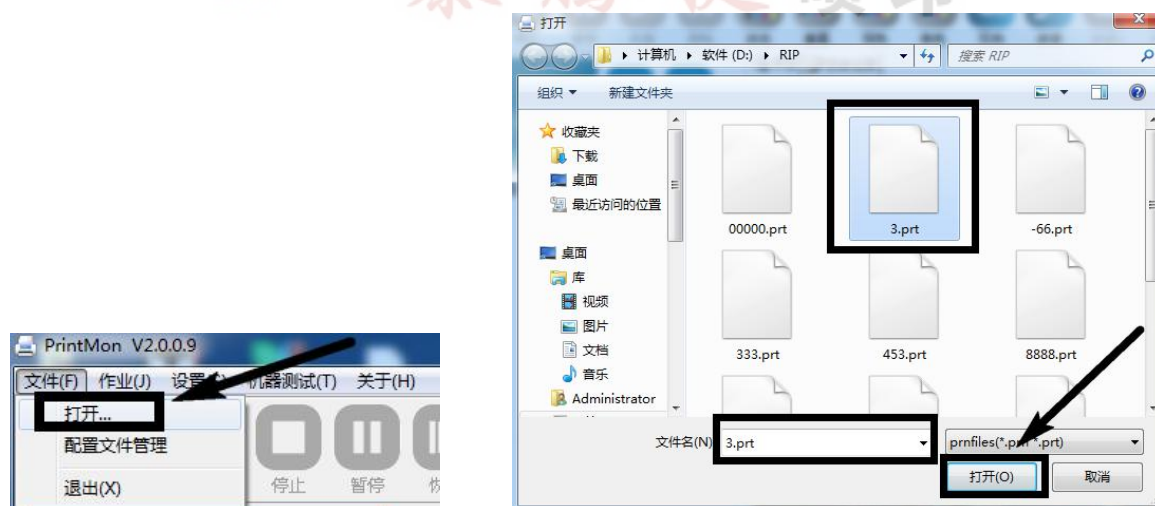 打开
计算机 软件 (D:) RIP
搜索 RIP
组织 新建文件夹
收藏夹
下载
桌面
最近访问的位置
桌面
库
视频
图片
文档
音乐
Administrator
00000.prt
3.prt
-66.prt
333.prt
453.prt
8888.prt
文件名(N)
3.prt
打开(O)
取消
PrintMon V2.0.0.9
文件(F) 作业(J) 机器测试(T) 关于(H)
打开...
配置文件管理
退出(X)
停止 暂停